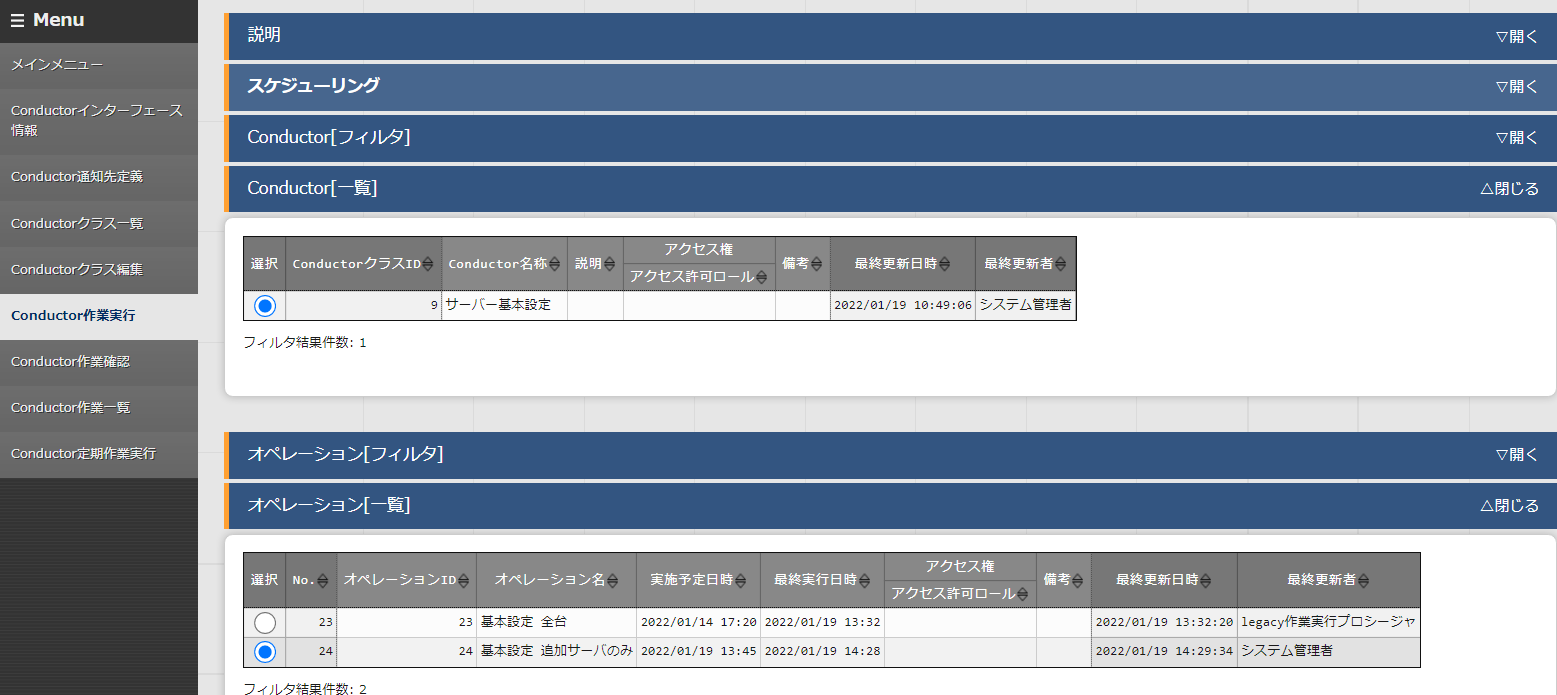 ☰ Menu
メインメニュー
Conductorインターフェース
情報
Conductor通知先定義
Conductorクラス一覧
Conductorクラス編集
Conductor作業実行
Conductor作業確認
Conductor作業一覧
Conductor定期作業実行
説明 ▽開く
スケジューリング ▽開く
Conductor[フィルタ] ▽開く
Conductor[一覧] △閉じる
選択 ConductorクラスID Conductor名称 説明 アクセス権 備考 最終更新日時 最終更新者
アクセス許可ロール
9 サーバー基本設定 2022/01/19 10:49:06 システム管理者
フィルタ結果件数: 1
オペレーション[フィルタ] ▽開く
オペレーション[一覧] △閉じる
選択 No. オペレーションID オペレーション名 実施予定日時 最終実行日時 アクセス権 備考 最終更新日時 最終更新者
アクセス許可ロール
23 23 基本設定 全台 2022/01/14 17:20 2022/01/19 13:32 2022/01/19 13:32:20 legacy作業実行プロシージャ
24 24 基本設定 追加サーバのみ 2022/01/19 13:45 2022/01/19 14:28 2022/01/19 14:29:34 システム管理者
フィルタ結果件数: 2